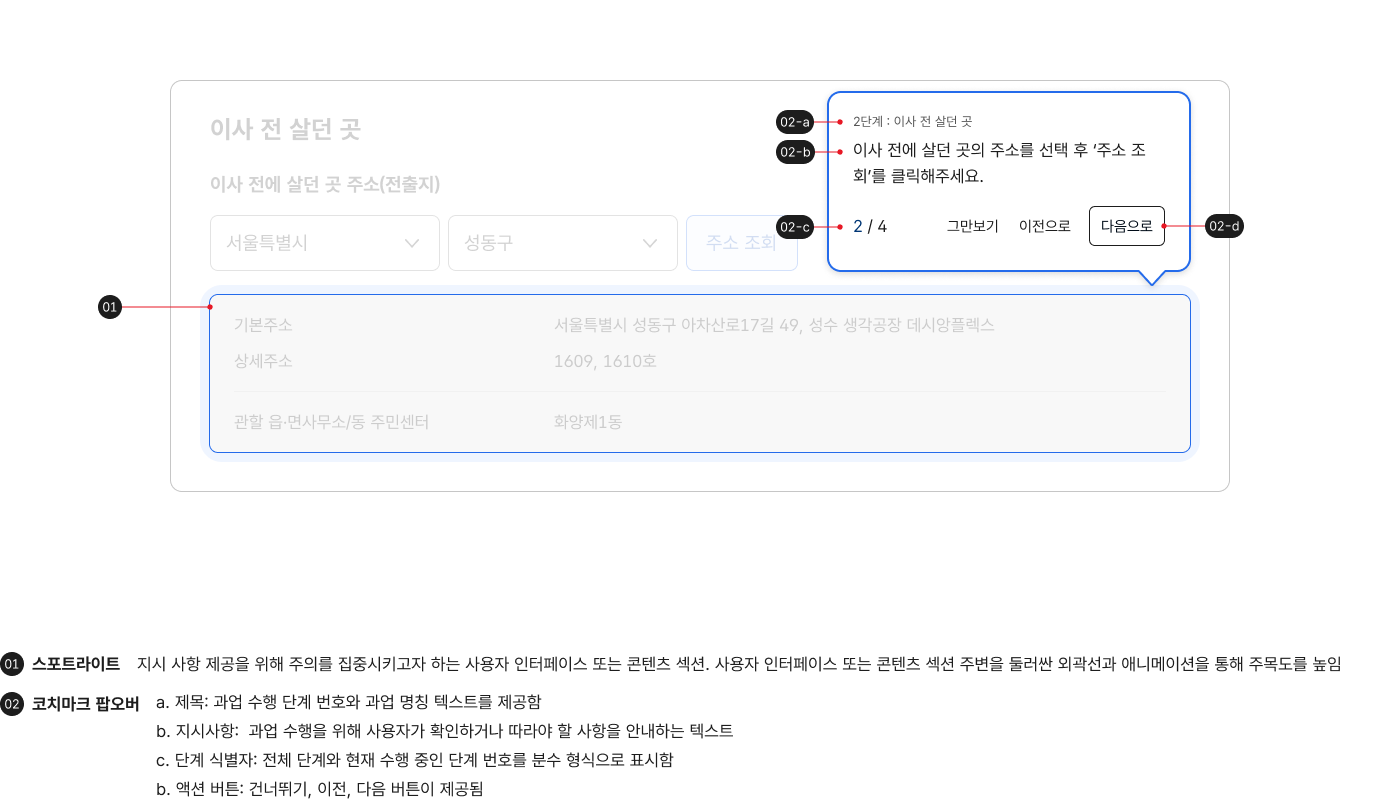 이사 전 살던 곳
이사 전에 살던 곳 주소(전출지)
서울특별시
성동구
주소 조회
02-a
2단계 : 이사 전 살던 곳
02-b
이사 전에 살던 곳의 주소를 선택 후 ‘주소 조
회’를 클릭해주세요.
02-c
2 / 4
그만보기
이전으로
다음으로
02-d
01
기본주소
서울특별시 성동구 아차산로17길 49, 성수 생각공장 데시앙플렉스
상세주소
1609, 1610호
관할 읍·면사무소/동 주민센터
화양제1동
01 스포트라이트 지시 사항 제공을 위해 주의를 집중시키고자 하는 사용자 인터페이스 또는 콘텐츠 섹션. 사용자 인터페이스 또는 콘텐츠 섹션 주변을 둘러싼 외곽선과 애니메이션을 통해 주목도를 높임
02 코치마크 팝오버 a. 제목: 과업 수행 단계 번호와 과업 명칭 텍스트를 제공함
b. 지시사항: 과업 수행을 위해 사용자가 확인하거나 따라야 할 사항을 안내하는 텍스트
c. 단계 식별자: 전체 단계와 현재 수행 중인 단계 번호를 분수 형식으로 표시함
b. 액션 버튼: 건너뛰기, 이전, 다음 버튼이 제공됨